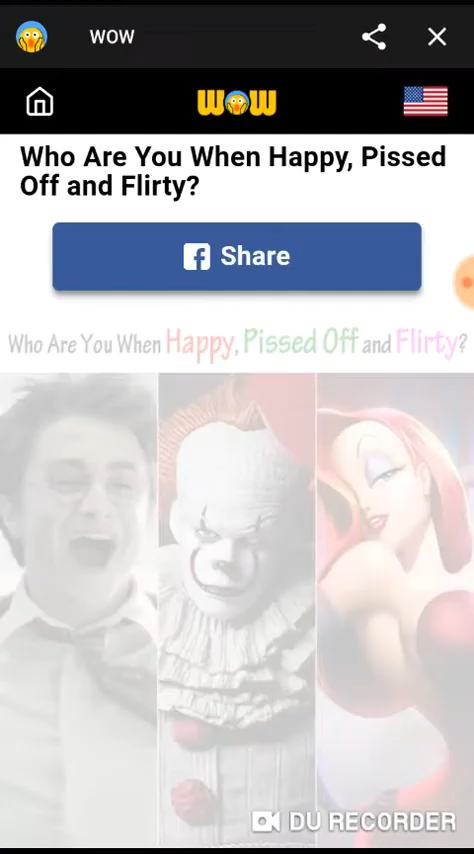 WOW
WOW
Who Are You When Happy, Pissed
Off and Flirty?
Share
Who Are You When Happy, Pissed Off and Flirty?
DU RECORDER